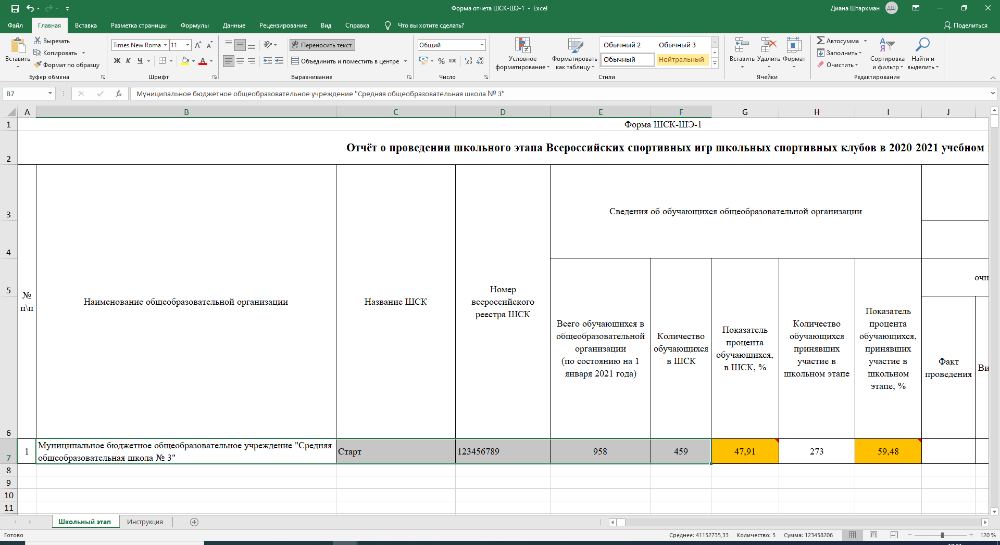 Форма отчета ШСК-ШЭ-1 - Excel
Диана Штаркман ДШ
Файл Главная Вставка Разметка страницы Формулы Данные Рецензирование Вид Справка Что вы хотите сделать? Поделиться
Вставить
Вырезать
Копировать
Формат по образцу
Буфер обмена
Times New Roma 11
Ж К Ч
Шрифт
Переносить текст
Объединить и поместить в центре
Выравнивание
Общий
% 000
Число
Условное форматирование
Форматировать как таблицу
Обычный 2 Обычный 3
Обычный Нейтральный
Стили
Вставить Удалить Формат
Ячейки
Автосумма
Заполнить
Очистить
Сортировка и фильтр
Найти и выделить
Редактирование
B7 fx Муниципальное бюджетное общеобразовательное учреждение "Средняя общеобразовательная школа № 3"
A B C D E F G H I J
1 Форма ШСК-ШЭ-1
2 Отчёт о проведении школьного этапа Всероссийских спортивных игр школьных спортивных клубов в 2020-2021 учебном
3
4
5
6
№
п\п
Наименование общеобразовательной организации
Название ШСК
Номер
всероссийского
реестра ШСК
Сведения об обучающихся общеобразовательной организации
Всего обучающихся в
общеобразовательной
организации
(по состоянию на 1
января 2021 года)
Количество
обучающихся
в ШСК
Показатель
процента
обучающихся,
в ШСК, %
Количество
обучающихся
принявших
участие в
школьном этапе
Показатель
процента
обучающихся,
принявших
участие в
школьном
этапе, %
очн
Факт
проведения
Ви
7
1
Муниципальное бюджетное общеобразовательное учреждение "Средняя
общеобразовательная школа № 3"
Старт 123456789 958 459 47,91 273 59,48
8
9
10
11
Школьный этап Инструкция
Готово Среднее: 41152735,33 Количество: 5 Сумма: 123458206 120 %